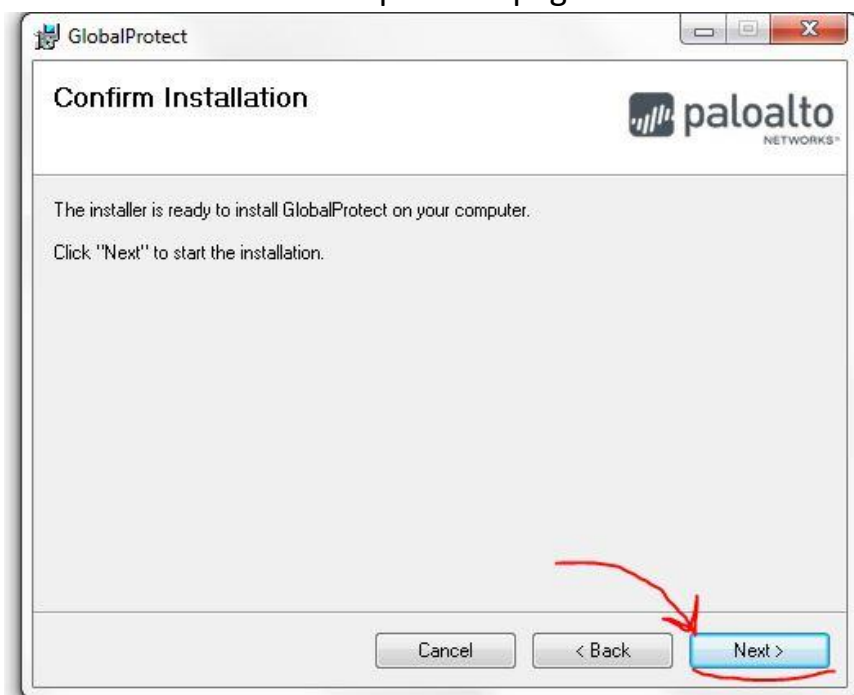 GlobalProtect
Confirm Installation
paloalto
NETWORKS
The installer is ready to install GlobalProtect on your computer.
Click "Next" to start the installation.
Cancel
< Back
Next >